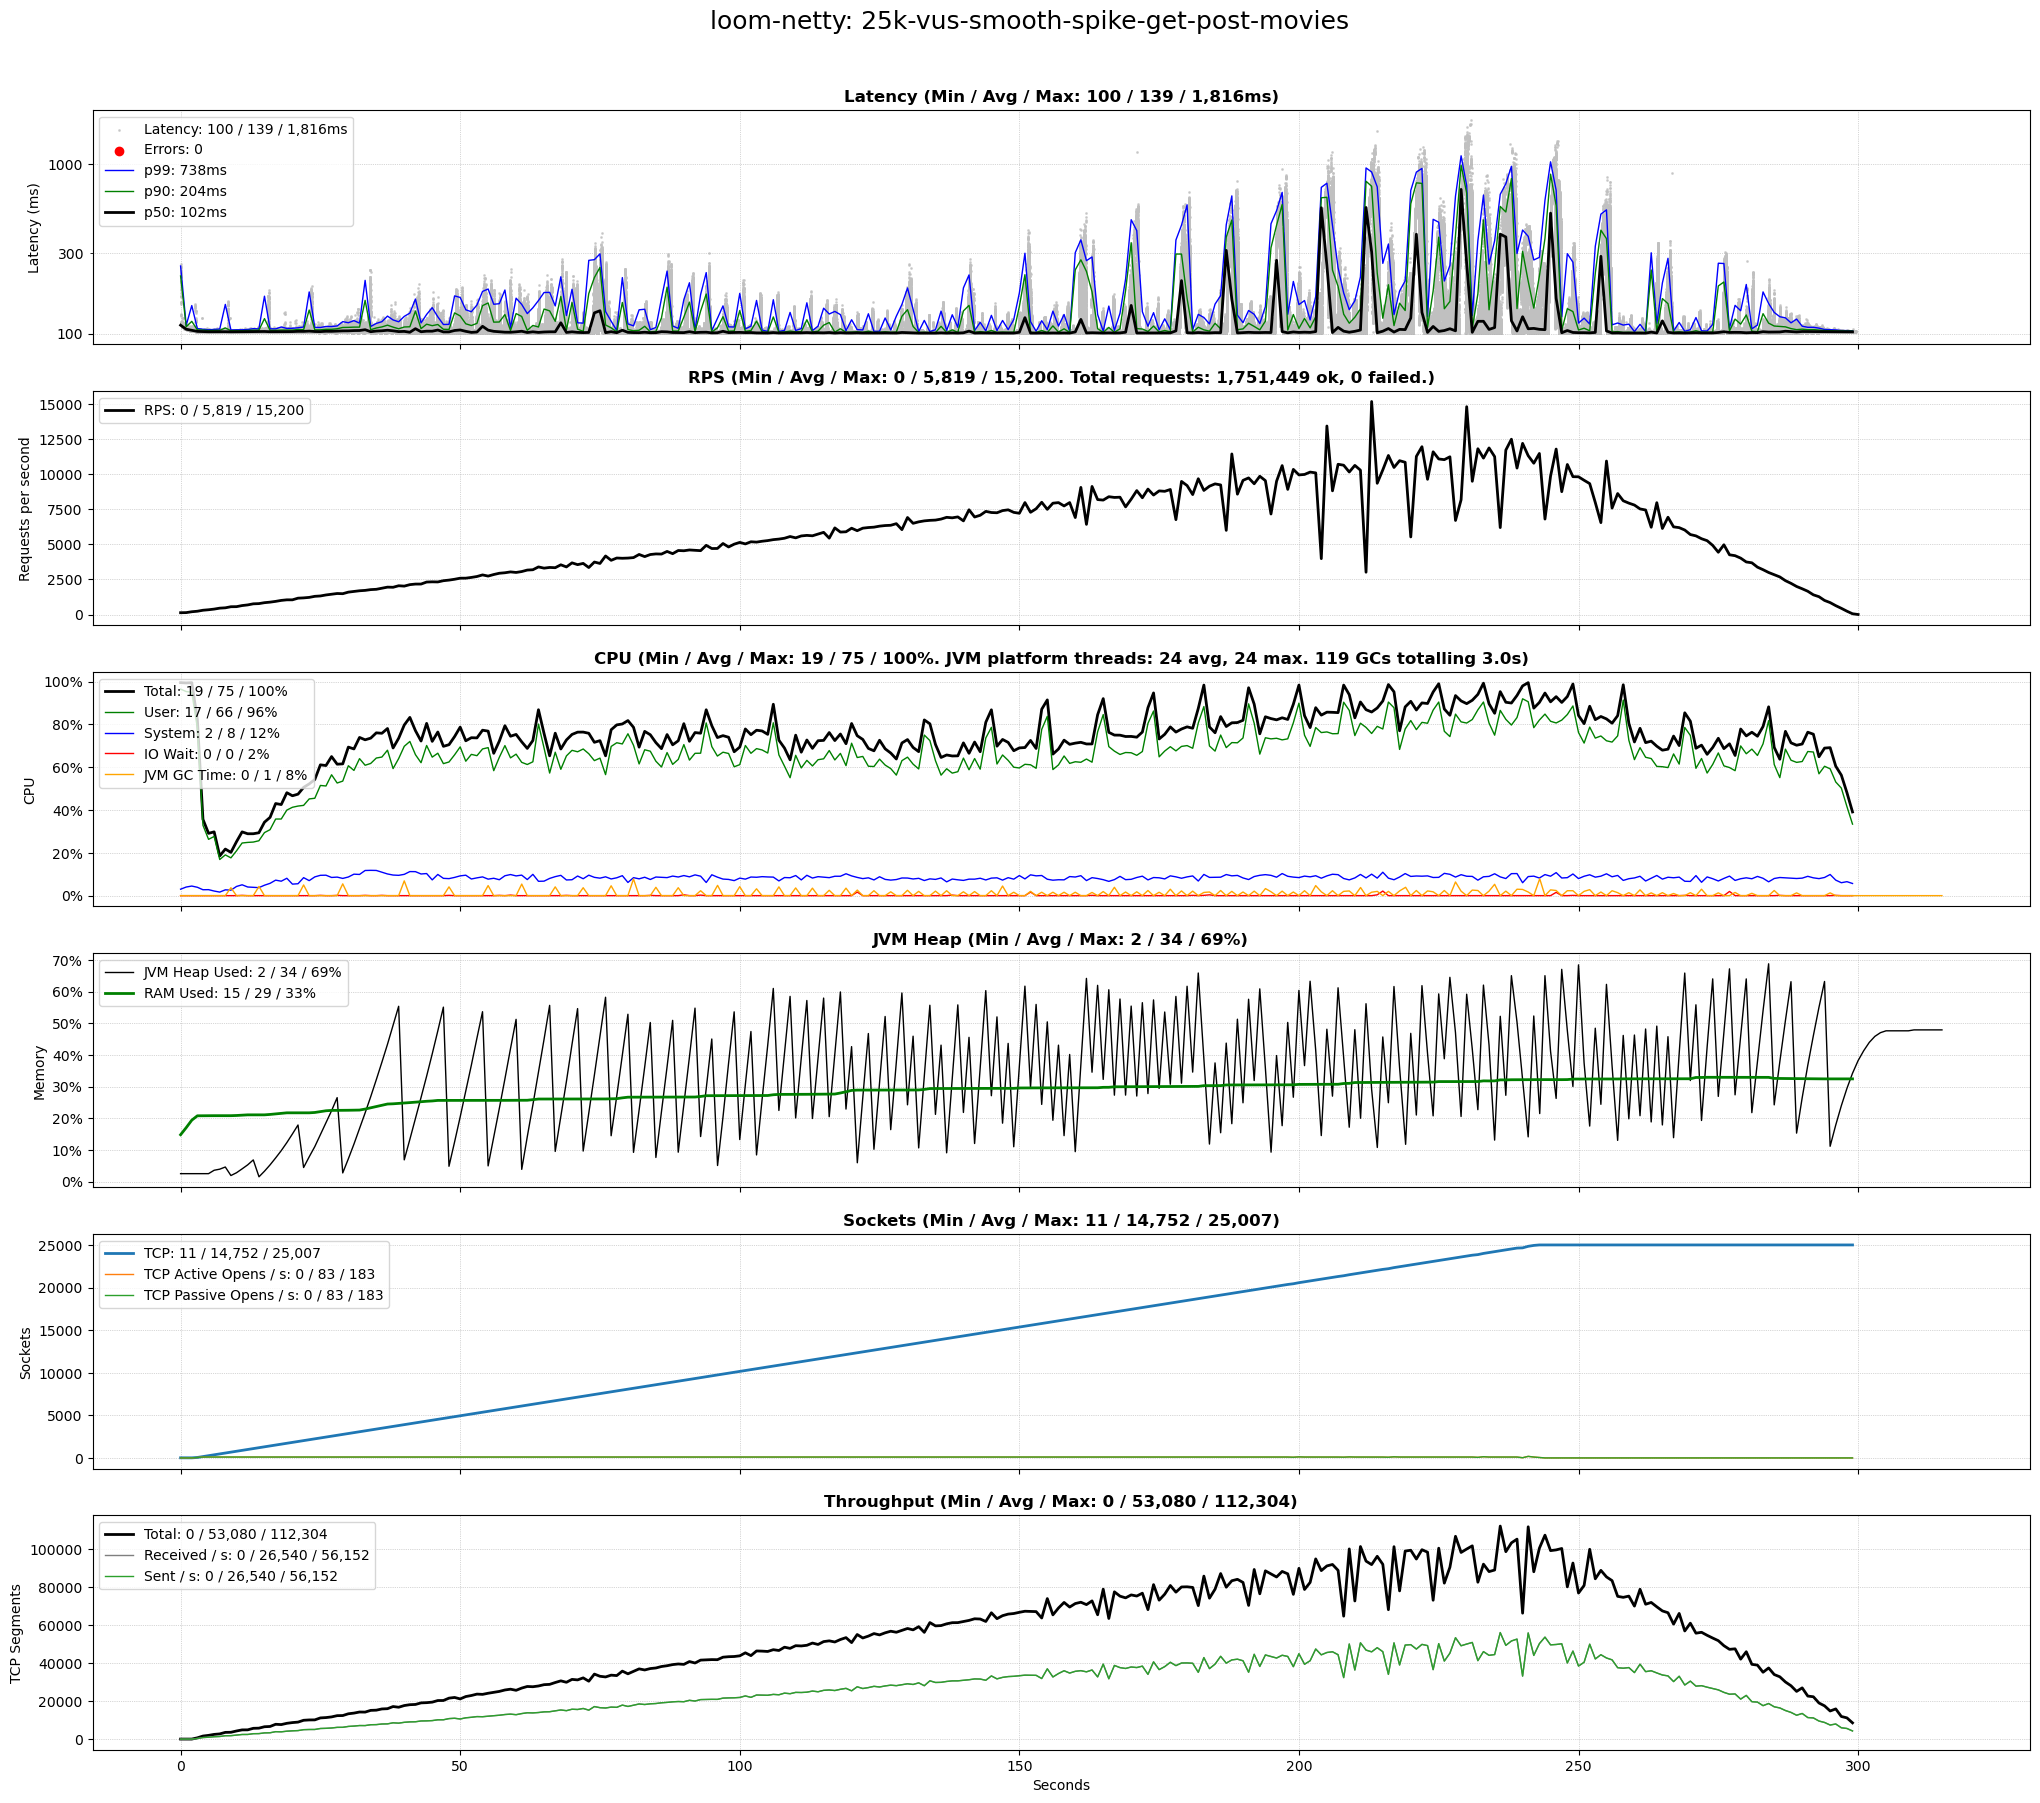 loom-netty: 25k-vus-smooth-spike-get-post-movies
Latency (Min / Avg / Max: 100 / 139 / 1,816ms)
Latency (ms)
1000
300
100
Latency: 100 / 139 / 1,816ms
Errors: 0
p99: 738ms
p90: 204ms
p50: 102ms
RPS (Min / Avg / Max: 0 / 5,819 / 15,200. Total requests: 1,751,449 ok, 0 failed.)
Requests per second
15000
12500
10000
7500
5000
2500
0
RPS: 0 / 5,819 / 15,200
CPU (Min / Avg / Max: 19 / 75 / 100%. JVM platform threads: 24 avg, 24 max. 119 GCs totalling 3.0s)
CPU
100%
80%
60%
40%
20%
0%
Total: 19 / 75 / 100%
User: 17 / 66 / 96%
System: 2 / 8 / 12%
IO Wait: 0 / 0 / 2%
JVM GC Time: 0 / 1 / 8%
JVM Heap (Min / Avg / Max: 2 / 34 / 69%)
Memory
70%
60%
50%
40%
30%
20%
10%
0%
JVM Heap Used: 2 / 34 / 69%
RAM Used: 15 / 29 / 33%
Sockets (Min / Avg / Max: 11 / 14,752 / 25,007)
Sockets
25000
20000
15000
10000
5000
0
TCP: 11 / 14,752 / 25,007
TCP Active Opens / s: 0 / 83 / 183
TCP Passive Opens / s: 0 / 83 / 183
Throughput (Min / Avg / Max: 0 / 53,080 / 112,304)
TCP Segments
100000
80000
60000
40000
20000
0
Total: 0 / 53,080 / 112,304
Received / s: 0 / 26,540 / 56,152
Sent / s: 0 / 26,540 / 56,152
0 50 100 150 200 250 300
Seconds